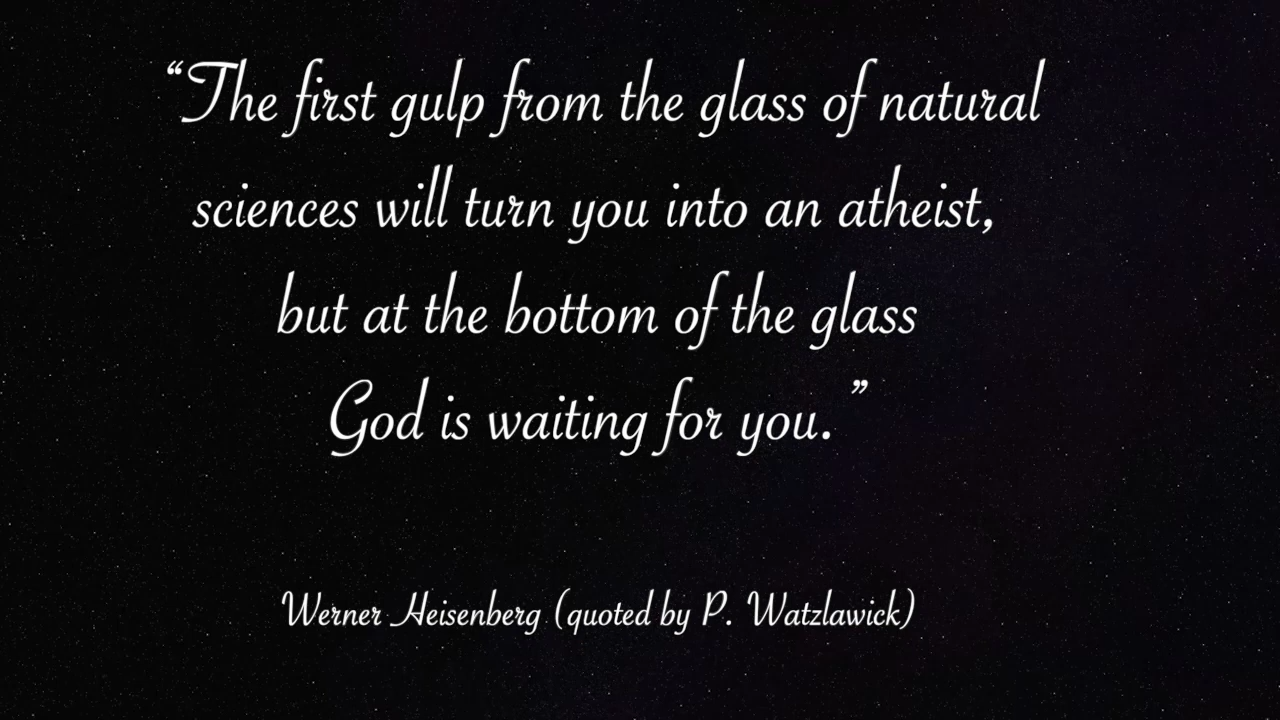 “The first gulp from the glass of natural
sciences will turn you into an atheist,
but at the bottom of the glass
God is waiting for you.”
Werner Heisenberg (quoted by P. Watzlawick)